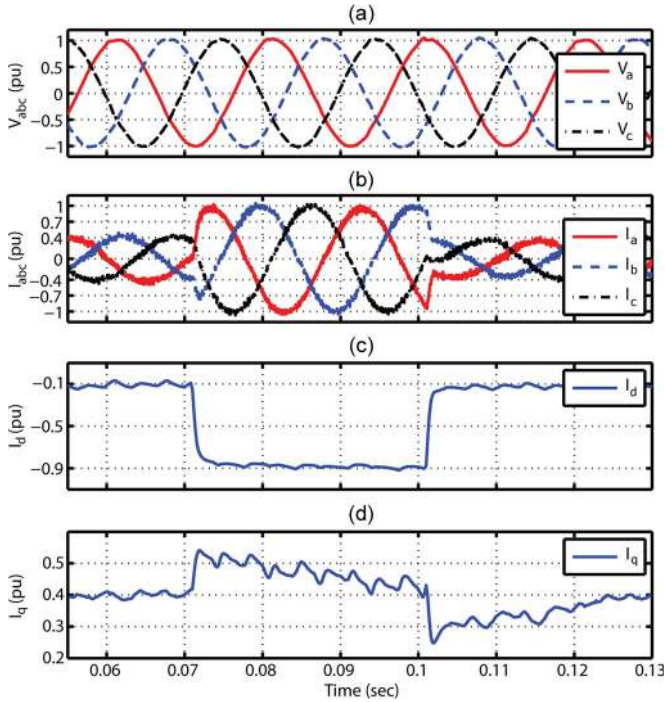 (a)
V_abc (pu)
1
0.5
0
−0.5
−1
V_a
V_b
V_c
(b)
I_abc (pu)
1
0.7
0.4
0
−0.4
−0.7
−1
I_a
I_b
I_c
(c)
I_d (pu)
−0.1
−0.5
−0.9
I_d
(d)
I_q (pu)
0.5
0.4
0.3
0.2
I_q
0.06 0.07 0.08 0.09 0.1 0.11 0.12 0.13
Time (sec)